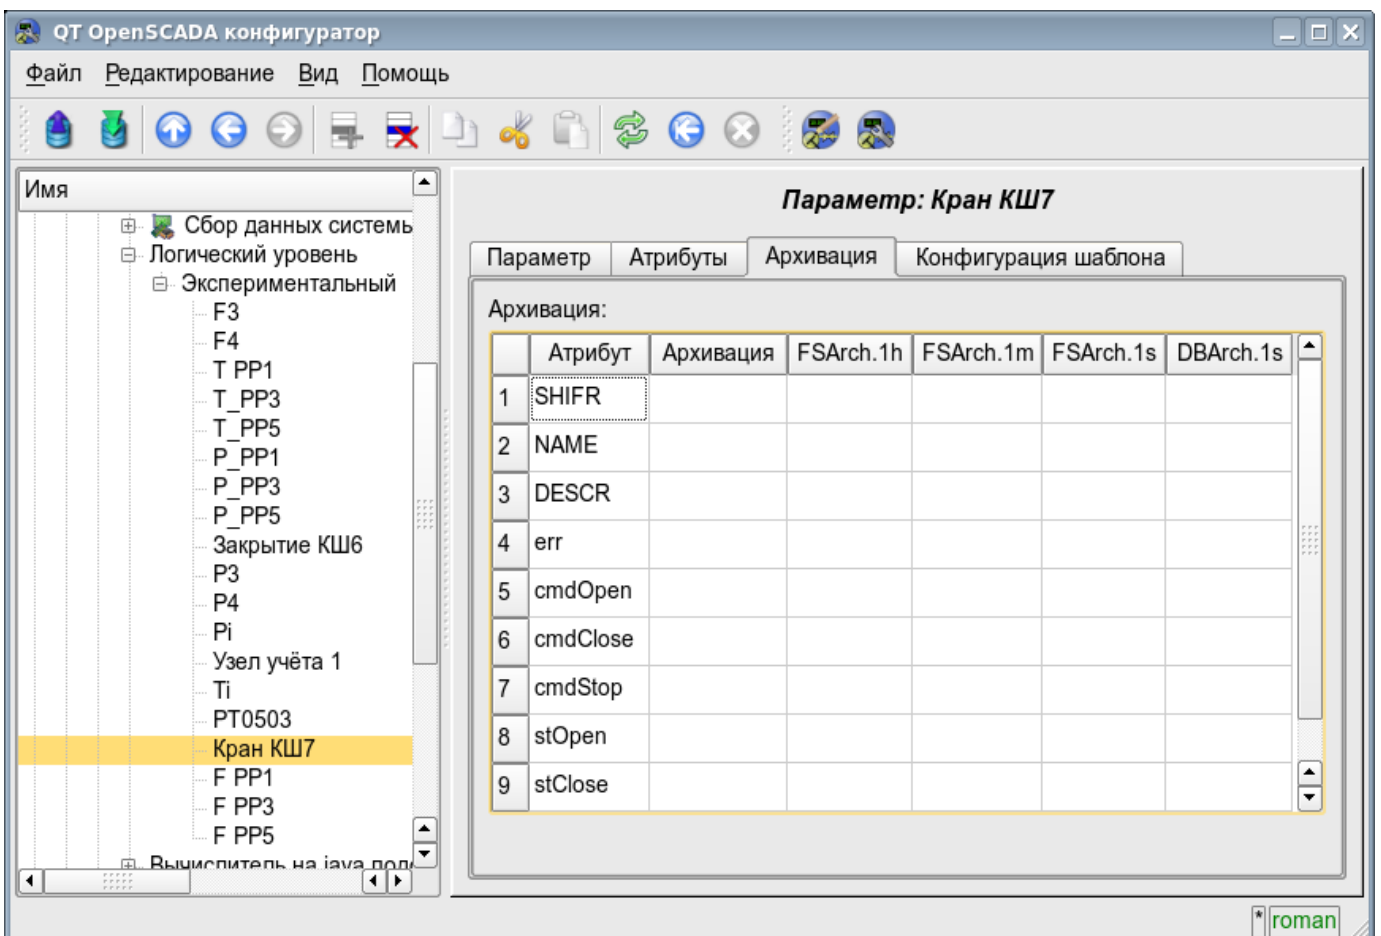 QT OpenSCADA конфигуратор
Файл Редактирование Вид Помощь
Имя
Сбор данных системы
Логический уровень
Экспериментальный
F3
F4
T PP1
T_PP3
T_PP5
P_PP1
P_PP3
P_PP5
Закрытие КШ6
P3
P4
Pi
Узел учёта 1
Ti
PT0503
Кран КШ7
F PP1
F PP3
F PP5
Вычислитель на java подо
Параметр: Кран КШ7
Параметр Атрибуты Архивация Конфигурация шаблона
Архивация:
Атрибут Архивация FSArch.1h FSArch.1m FSArch.1s DBArch.1s
1 SHIFR
2 NAME
3 DESCR
4 err
5 cmdOpen
6 cmdClose
7 cmdStop
8 stOpen
9 stClose
* roman